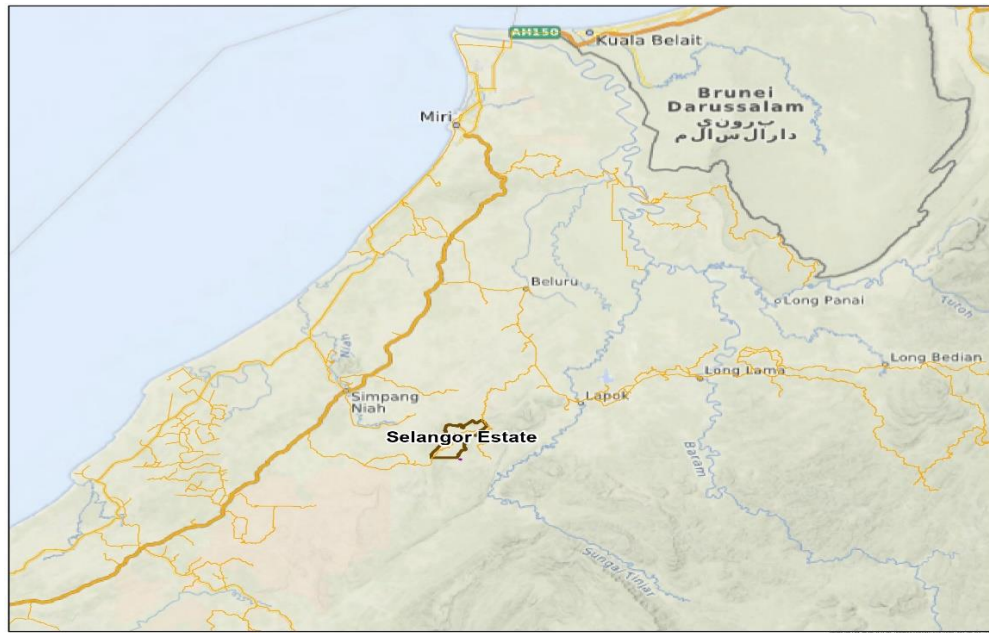 AH150
Kuala Belait
Brunei
Darussalam
بروني
دارالسلام
Miri
Beluru
Long Panai
Tutoh
Niah
Long Bedian
Long Lama
Simpang
Niah
Lapok
Selangor Estate
Baram
Sungai Tinjar